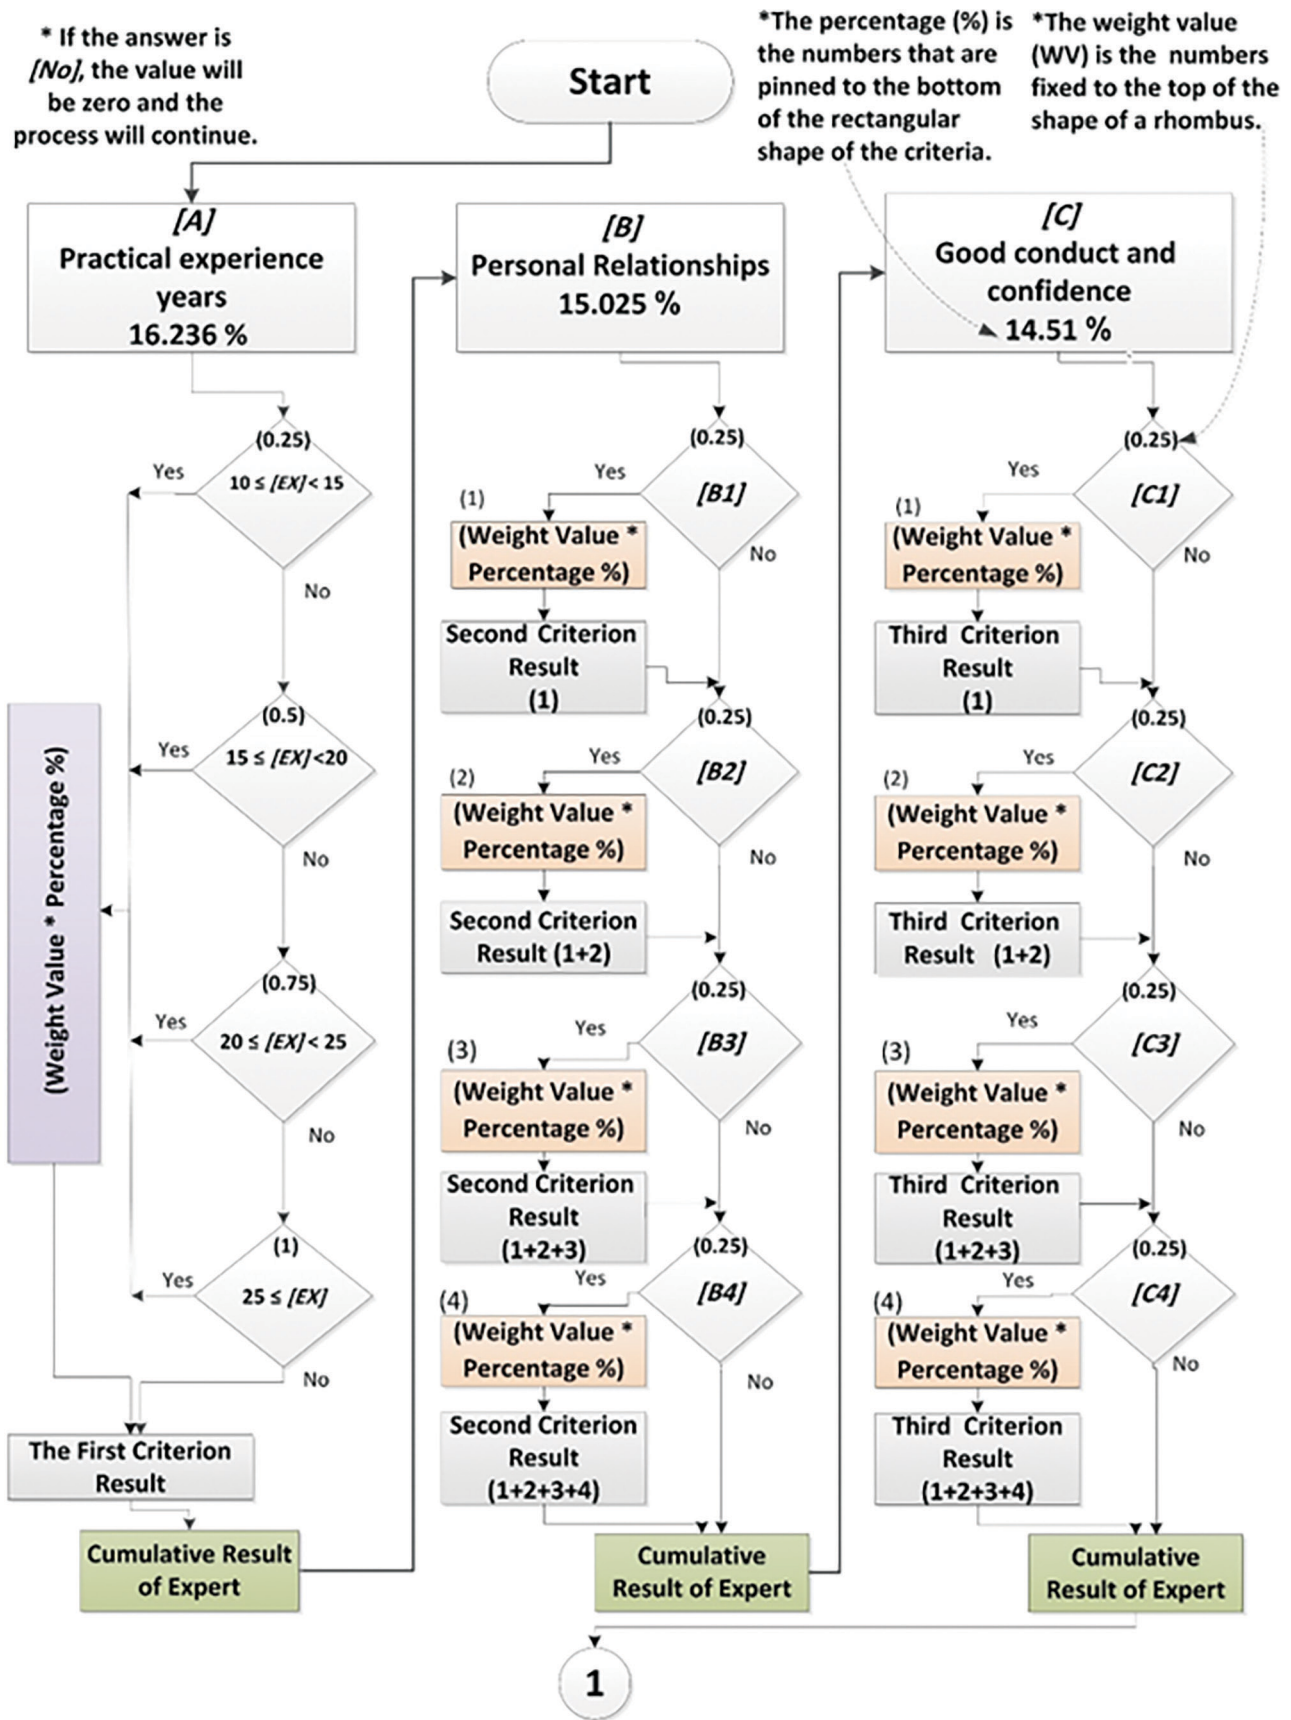 * If the answer is
[No], the value will
be zero and the
process will continue.
Start
*The percentage (%) is
the numbers that are
pinned to the bottom
of the rectangular
shape of the criteria.
*The weight value
(WV) is the numbers
fixed to the top of the
shape of a rhombus.
[A]
Practical experience
years
16.236 %
(0.25)
Yes
10 ≤ [EX]< 15
No
(0.5)
Yes
15 ≤ [EX]<20
No
(0.75)
Yes
20 ≤ [EX]< 25
No
(1)
Yes
25 ≤ [EX]
No
(Weight Value * Percentage %)
The First Criterion
Result
Cumulative Result
of Expert
[B]
Personal Relationships
15.025 %
(0.25)
Yes
[B1]
(1)
(Weight Value *
Percentage %)
No
Second Criterion
Result
(1)
(0.25)
Yes
[B2]
(2)
(Weight Value *
Percentage %)
No
Second Criterion
Result (1+2)
(0.25)
Yes
[B3]
(3)
(Weight Value *
Percentage %)
No
Second Criterion
Result
(1+2+3)
(0.25)
Yes
[B4]
(4)
(Weight Value *
Percentage %)
No
Second Criterion
Result
(1+2+3+4)
Cumulative
Result of Expert
[C]
Good conduct and
confidence
14.51 %
(0.25)
Yes
[C1]
(1)
(Weight Value *
Percentage %)
No
Third Criterion
Result
(1)
(0.25)
Yes
[C2]
(2)
(Weight Value *
Percentage %)
No
Third Criterion
Result (1+2)
(0.25)
Yes
[C3]
(3)
(Weight Value *
Percentage %)
No
Third Criterion
Result
(1+2+3)
(0.25)
Yes
[C4]
(4)
(Weight Value *
Percentage %)
No
Third Criterion
Result
(1+2+3+4)
Cumulative
Result of Expert
1